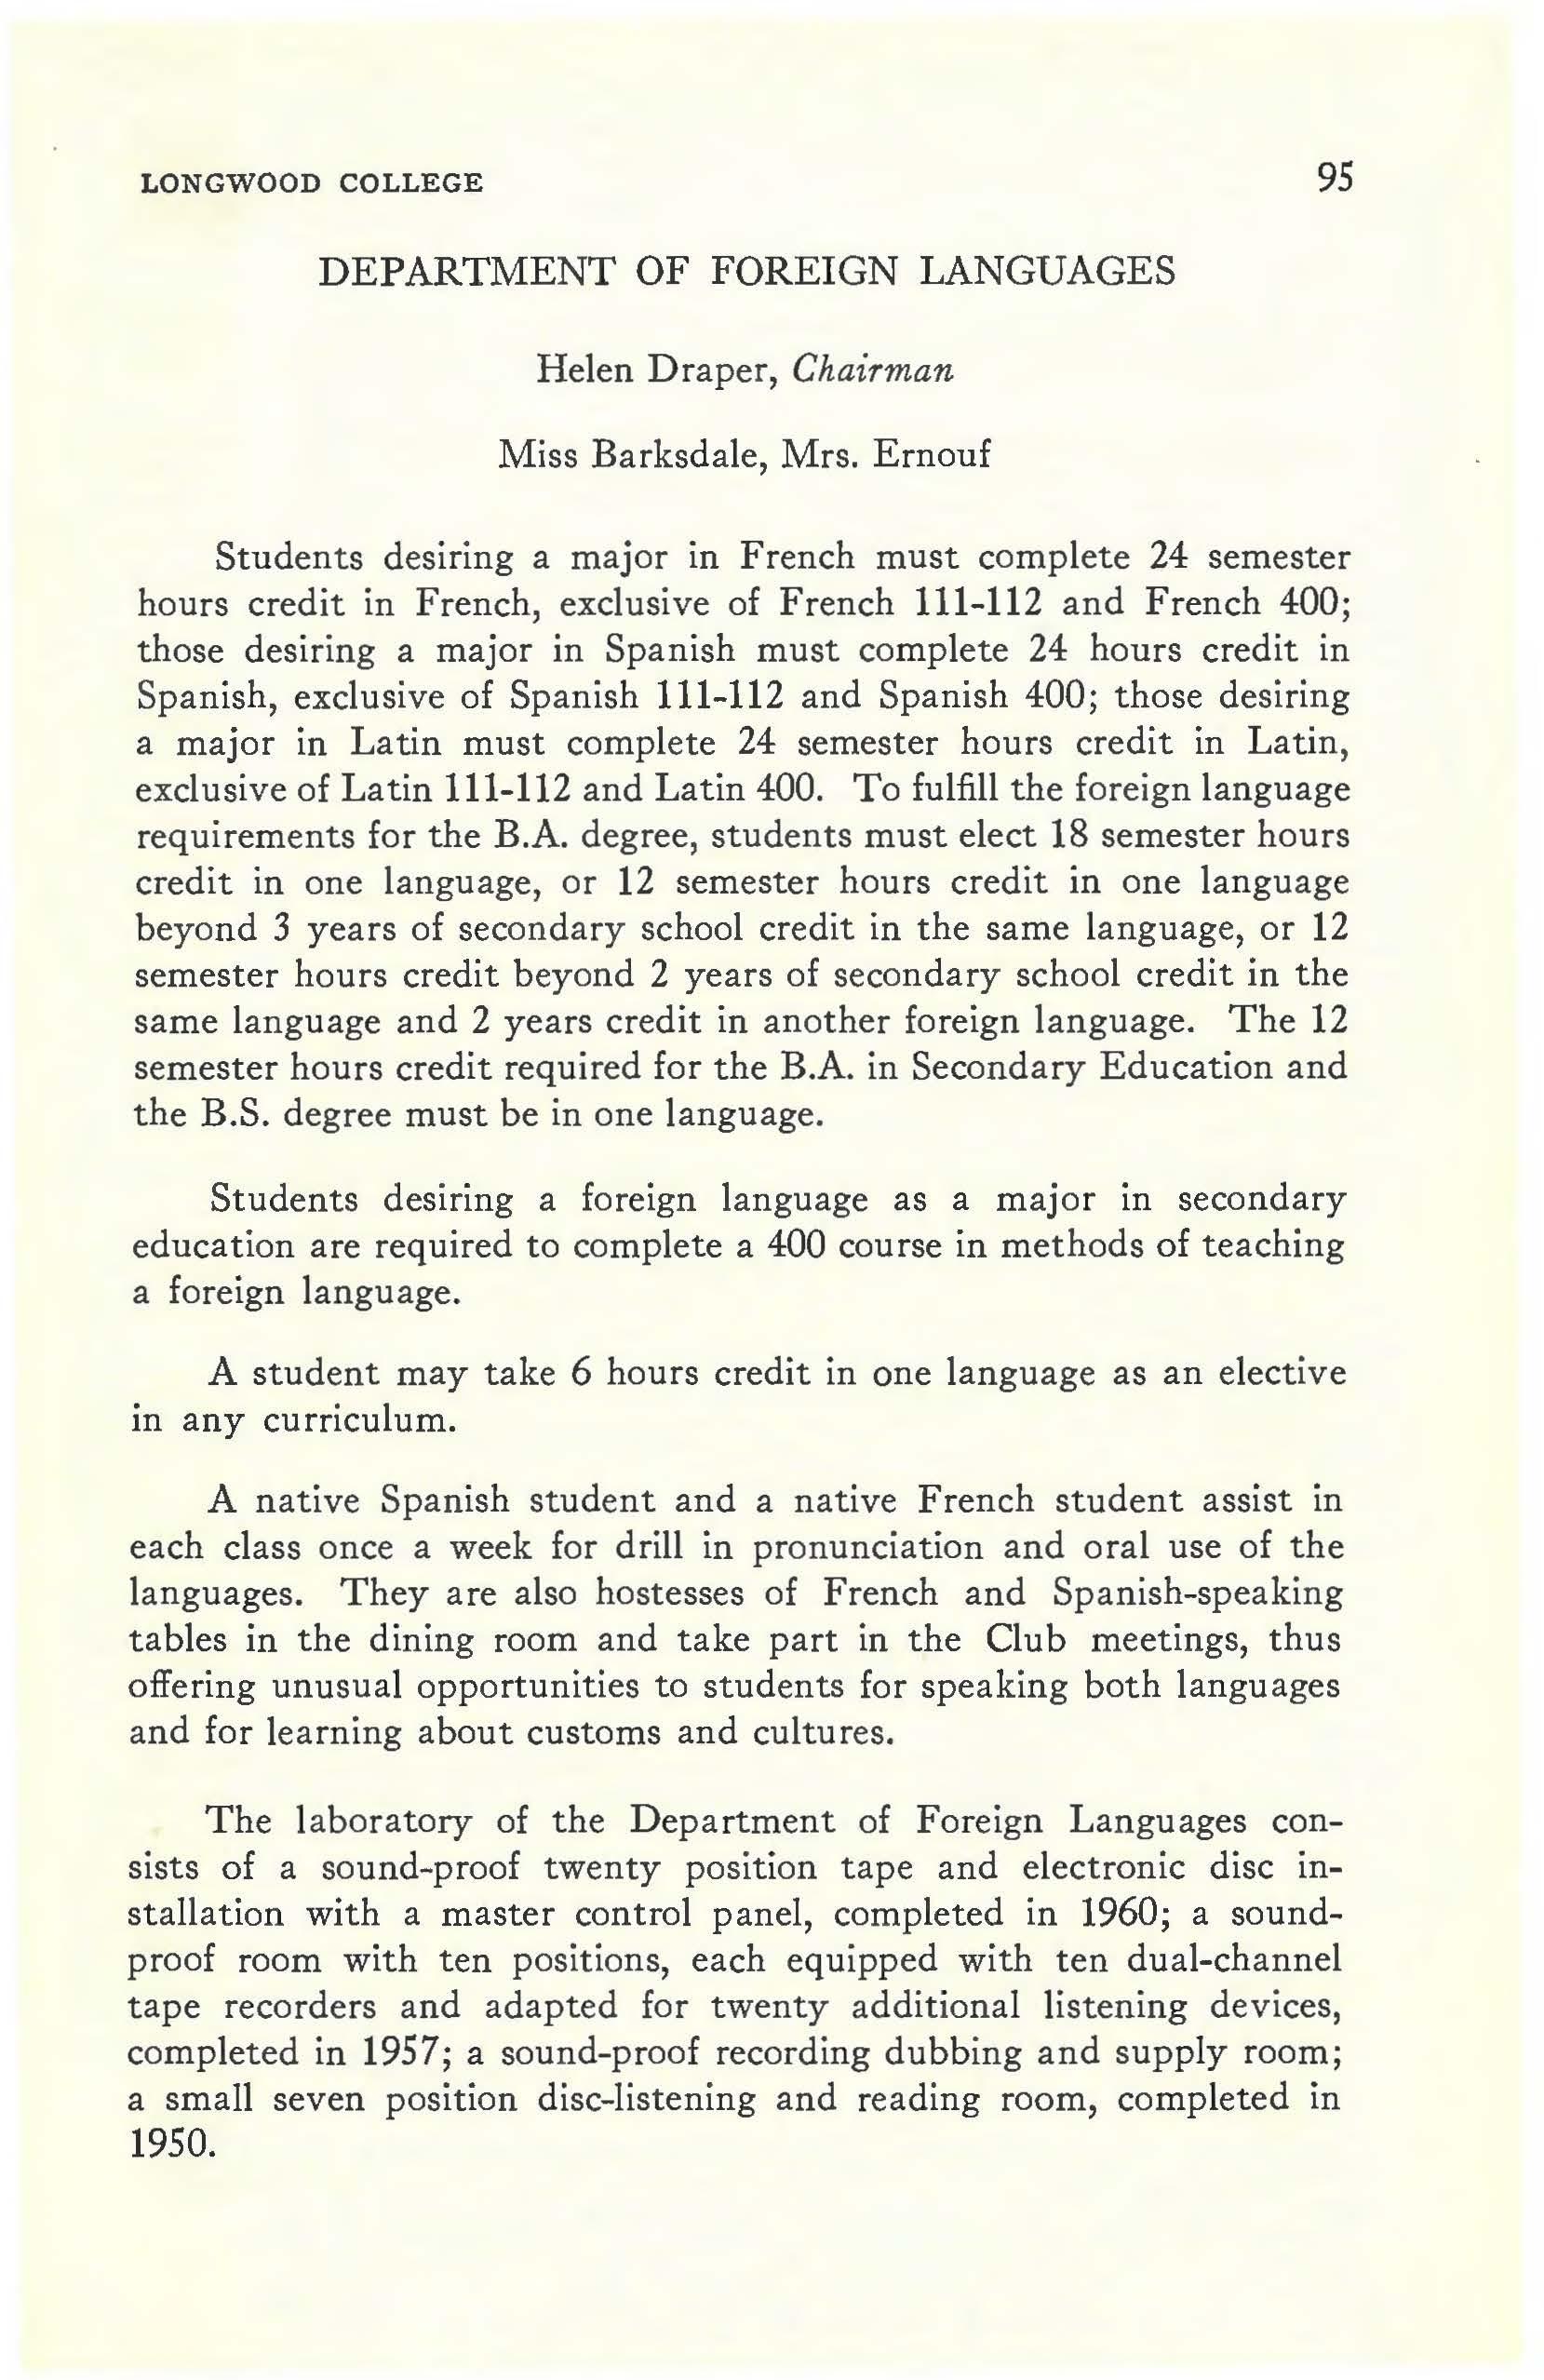 LONGWOOD COLLEGE 95
DEPARTMENT OF FOREIGN LANGUAGES
Helen Draper, Chairman
Miss Barksdale, Mrs. Ernouf
Students desiring a major in French must complete 24 semester
hours credit in French, exclusive of French 111-112 and French 400;
those desiring a major in Spanish must complete 24 hours credit in
Spanish, exclusive of Spanish 111-112 and Spanish 400; those desiring
a major in Latin must complete 24 semester hours credit in Latin,
exclusive of Latin 111-112 and Latin 400. To fulfill the foreign language
requirements for the B.A. degree, students must elect 18 semester hours
credit in one language, or 12 semester hours credit in one language
beyond 3 years of secondary school credit in the same language, or 12
semester hours credit beyond 2 years of secondary school credit in the
same language and 2 years credit in another foreign language. The 12
semester hours credit required for the B.A. in Secondary Education and
the B.S. degree must be in one language.
Students desiring a foreign language as a major in secondary
education are required to complete a 400 course in methods of teaching
a foreign language.
A student may take 6 hours credit in one language as an elective
in any curriculum.
A native Spanish student and a native French student assist in
each class once a week for drill in pronunciation and oral use of the
languages. They are also hostesses of French and Spanish-speaking
tables in the dining room and take part in the Club meetings, thus
offering unusual opportunities to students for speaking both languages
and for learning about customs and cultures.
The laboratory of the Department of Foreign Languages con-
sists of a sound-proof twenty position tape and electronic disc in-
stallation with a master control panel, completed in 1960; a sound-
proof room with ten positions, each equipped with ten dual-channel
tape recorders and adapted for twenty additional listening devices,
completed in 1957; a sound-proof recording dubbing and supply room;
a small seven position disc-listening and reading room, completed in
1950.